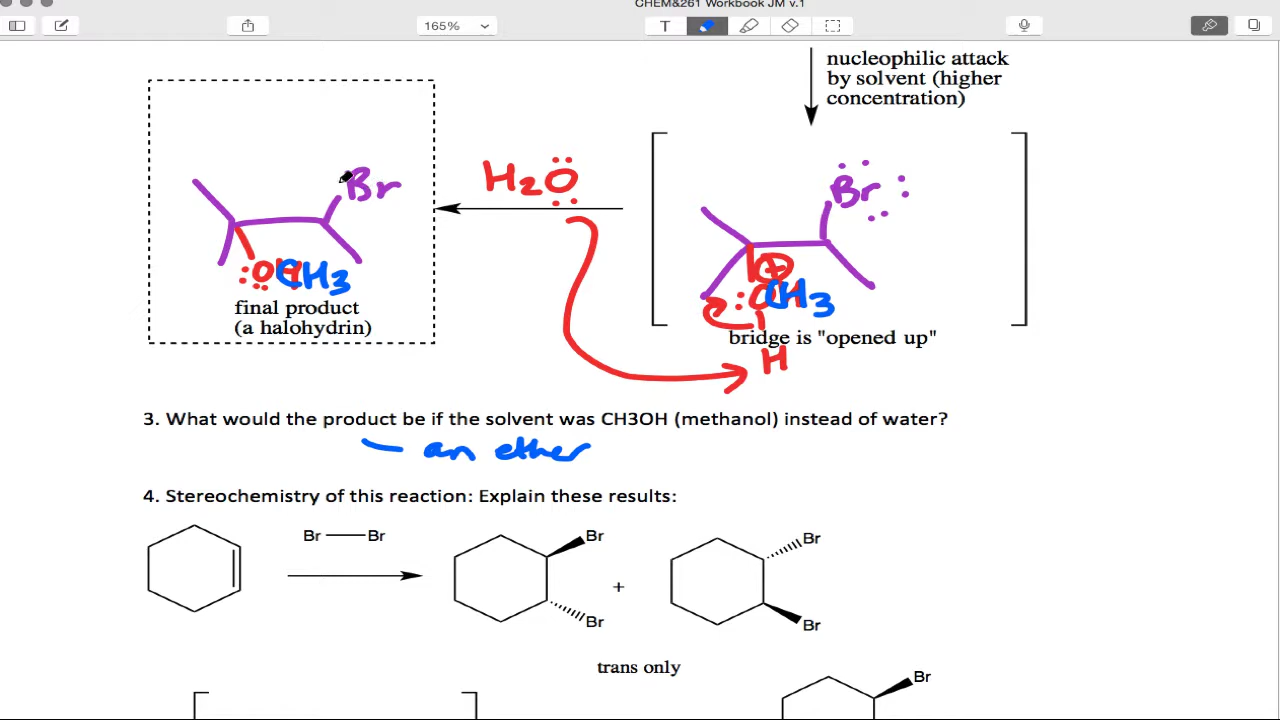 CHEM&261 Workbook JM v.1
165%
T
nucleophilic attack
by solvent (higher
concentration)
Br
H2O
Br
OCH3
final product
(a halohydrin)
OCH3
bridge is "opened up"
H
3. What would the product be if the solvent was CH3OH (methanol) instead of water?
— an ether
4. Stereochemistry of this reaction: Explain these results:
Br Br
Br
Br
+
Br
Br
trans only
Br